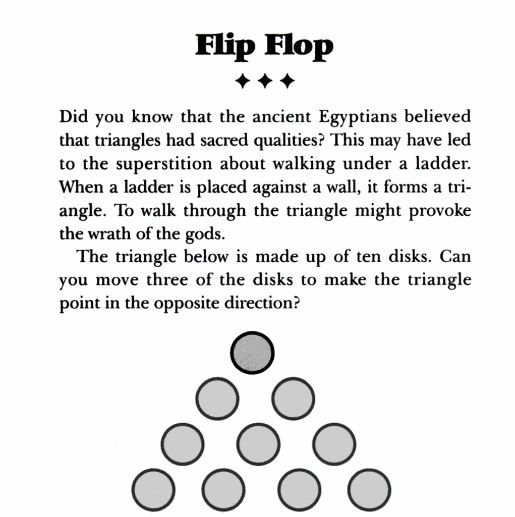 Flip Flop
Did you know that the ancient Egyptians believed
that triangles had sacred qualities? This may have led
to the superstition about walking under a ladder.
When a ladder is placed against a wall, it forms a tri-
angle. To walk through the triangle might provoke
the wrath of the gods.
The triangle below is made up of ten disks. Can
you move three of the disks to make the triangle
point in the opposite direction?